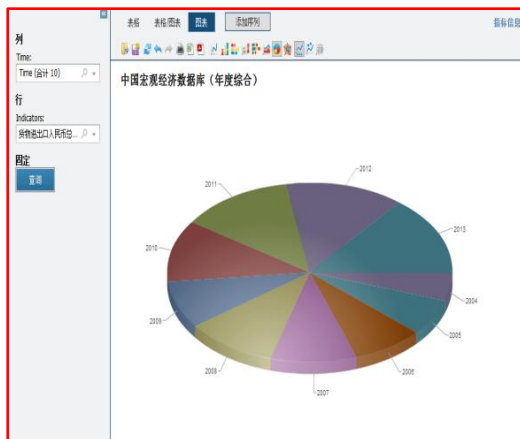 列
Time:
Time (合计 10)
行
Indicators:
货物进出口人民币总...
固定
查询
表格
表格/图表
图表
添加序列
指标信息
中国宏观经济数据库（年度综合）
2012
2011
2013
2010
2004
2009
2005
2008
2006
2007